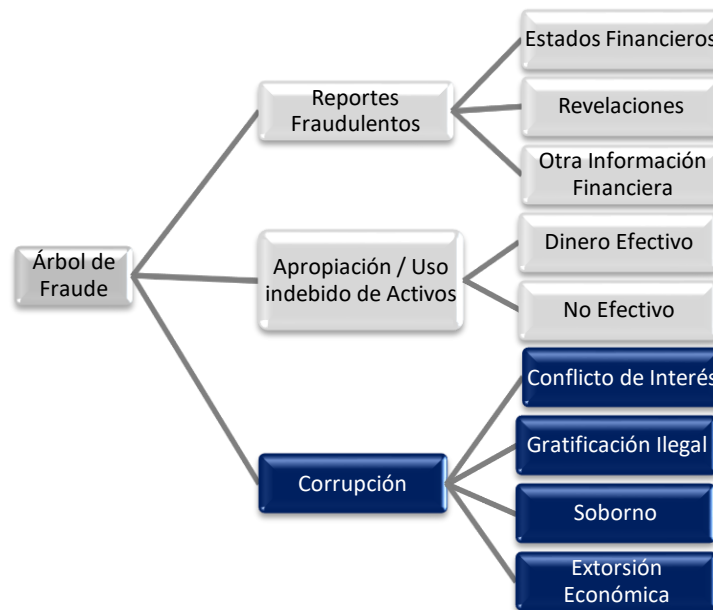 Árbol de
Fraude
Reportes
Fraudulentos
Estados Financieros
Revelaciones
Otra Información
Financiera
Apropiación / Uso
indebido de Activos
Dinero Efectivo
No Efectivo
Corrupción
Conflicto de Interés
Gratificación Ilegal
Soborno
Extorsión
Económica